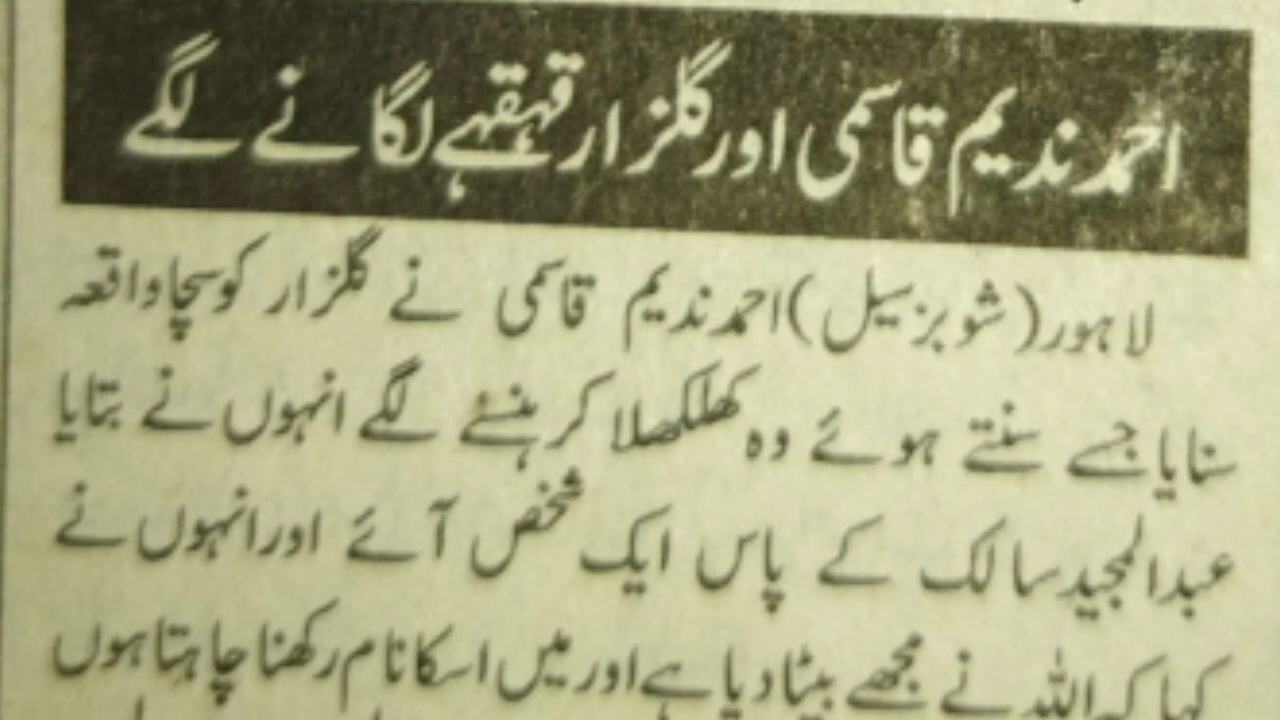 احمد ندیم قاسمی اور گلزار قہقہے لگانے لگے
لاہور (شوبز سیل) احمد ندیم قاسمی نے گلزار کو سچا واقعہ
سنایا جسے سنتے ہوئے وہ کھلکھلا کر ہنسنے لگے انہوں نے بتایا
عبدالمجید سالک کے پاس ایک شخص آئے اور انہوں نے
کہا کہ اللہ نے مجھے بیٹا دیا ہے اور میں اسکا نام رکھنا چاہتا ہوں